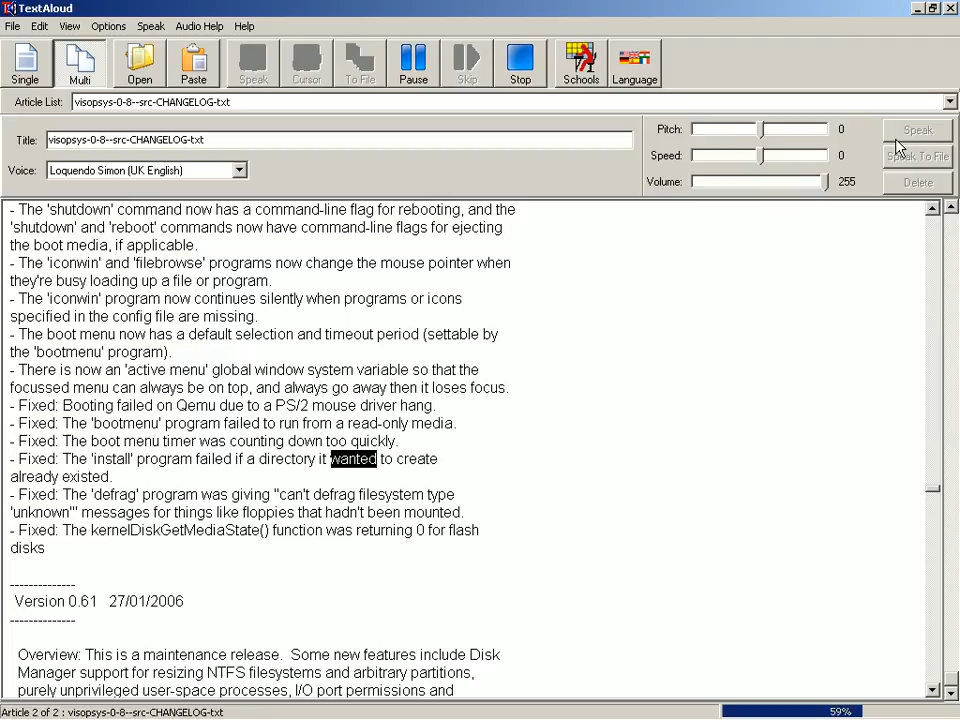 TextAloud
File Edit View Options Speak Audio Help Help
Single Multi Open Paste Speak Cursor To File Pause Skip Stop Schools Language
Article List: visopsys-0-8--src-CHANGELOG-txt
Title: visopsys-0-8--src-CHANGELOG-txt
Voice: Loquendo Simon (UK English)
Pitch: 0 Speak
Speed: 0 Speak To File
Volume: 255 Delete
- The 'shutdown' command now has a command-line flag for rebooting, and the
'shutdown' and 'reboot' commands now have command-line flags for ejecting
the boot media, if applicable.
- The 'iconwin' and 'filebrowse' programs now change the mouse pointer when
they're busy loading up a file or program.
- The 'iconwin' program now continues silently when programs or icons
specified in the config file are missing.
- The boot menu now has a default selection and timeout period (settable by
the 'bootmenu' program).
- There is now an 'active menu' global window system variable so that the
focussed menu can always be on top, and always go away then it loses focus.
- Fixed: Booting failed on Qemu due to a PS/2 mouse driver hang.
- Fixed: The 'bootmenu' program failed to run from a read-only media.
- Fixed: The boot menu timer was counting down too quickly.
- Fixed: The 'install' program failed if a directory it wanted to create
already existed.
- Fixed: The 'defrag' program was giving "can't defrag filesystem type
'unknown'" messages for things like floppies that hadn't been mounted.
- Fixed: The kernelDiskGetMediaState() function was returning 0 for flash
disks
--------------
Version 0.61 27/01/2006
--------------
Overview: This is a maintenance release. Some new features include Disk
Manager support for resizing NTFS filesystems and arbitrary partitions,
purely unprivileged user-space processes, I/O port permissions and
Article 2 of 2 : visopsys-0-8--src-CHANGELOG-txt 59%